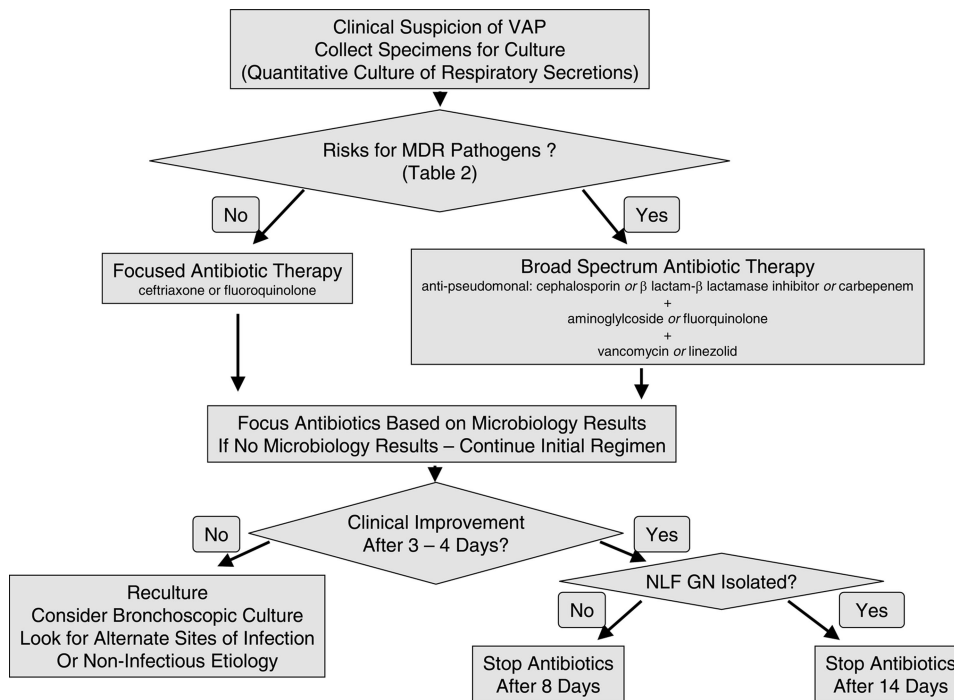 Clinical Suspicion of VAP
Collect Specimens for Culture
(Quantitative Culture of Respiratory Secretions)
Risks for MDR Pathogens ?
(Table 2)
No
Yes
Focused Antibiotic Therapy
ceftriaxone or fluoroquinolone
Broad Spectrum Antibiotic Therapy
anti-pseudomonal: cephalosporin or β lactam-β lactamase inhibitor or carbepenem
+
aminoglylcoside or fluorquinolone
+
vancomycin or linezolid
Focus Antibiotics Based on Microbiology Results
If No Microbiology Results – Continue Initial Regimen
Clinical Improvement
After 3 – 4 Days?
No
Yes
Reculture
Consider Bronchoscopic Culture
Look for Alternate Sites of Infection
Or Non-Infectious Etiology
NLF GN Isolated?
No
Yes
Stop Antibiotics
After 8 Days
Stop Antibiotics
After 14 Days